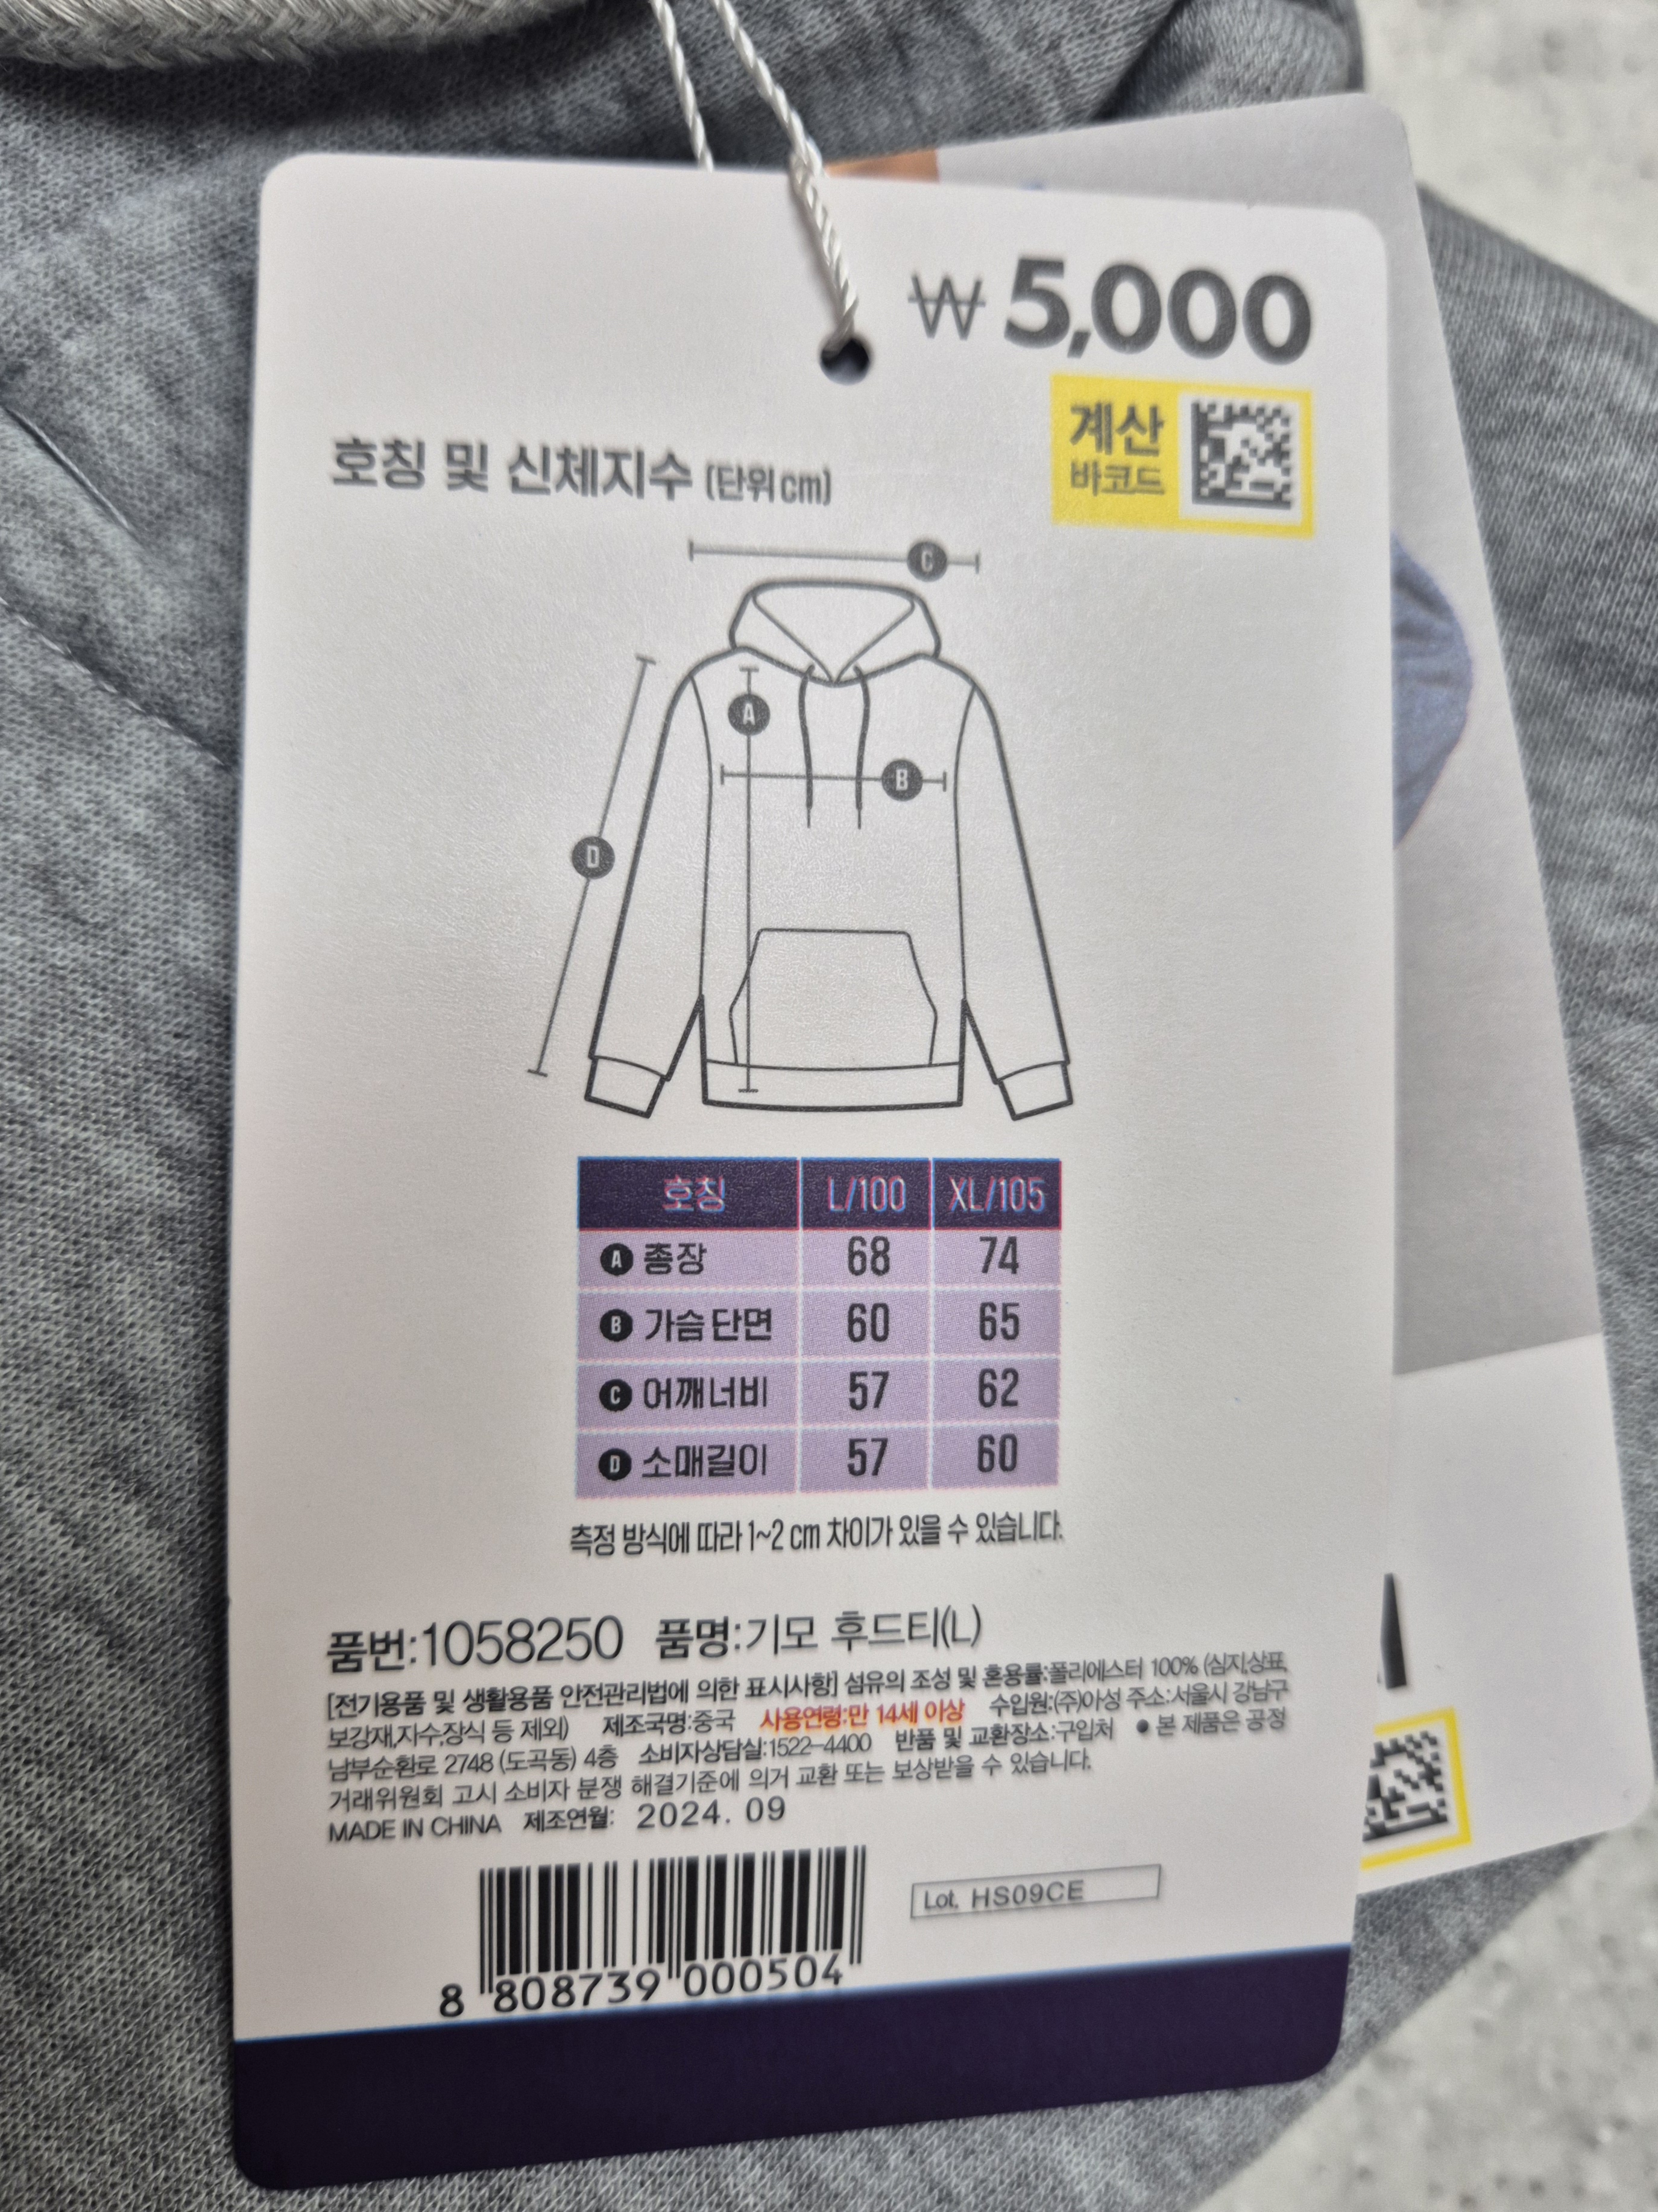 ₩ 5,000
계산
바코드
호칭 및 신체지수 (단위 cm)
C
A
B
D
호칭 L/100 XL/105
A 총장 68 74
B 가슴단면 60 65
C 어깨너비 57 62
D 소매길이 57 60
측정 방식에 따라 1~2 cm 차이가 있을 수 있습니다.
품번:1058250 품명:기모 후드티(L)
[전기용품 및 생활용품 안전관리법에 의한 표시사항] 섬유의 조성 및 혼용률:폴리에스터 100% (심지,상표,
보강재,자수,장식 등 제외) 제조국명:중국 사용연령:만 14세 이상 수입원:(주)아성 주소:서울시 강남구
남부순환로 2748 (도곡동) 4층 소비자상담실:1522-4400 반품 및 교환장소:구입처 ● 본 제품은 공정
거래위원회 고시 소비자 분쟁 해결기준에 의거 교환 또는 보상받을 수 있습니다.
MADE IN CHINA 제조연월: 2024. 09
Lot. HS09CE
8 808739 000504